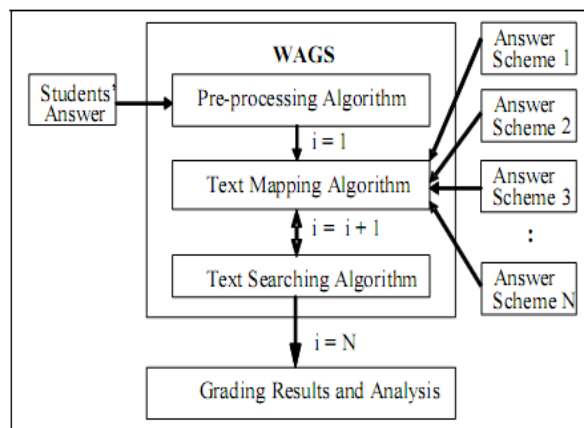 WAGS
Students'
Answer
Pre-processing Algorithm
i = 1
Text Mapping Algorithm
i = i + 1
Text Searching Algorithm
i = N
Grading Results and Analysis
Answer
Scheme 1
Answer
Scheme 2
Answer
Scheme 3
:
Answer
Scheme N